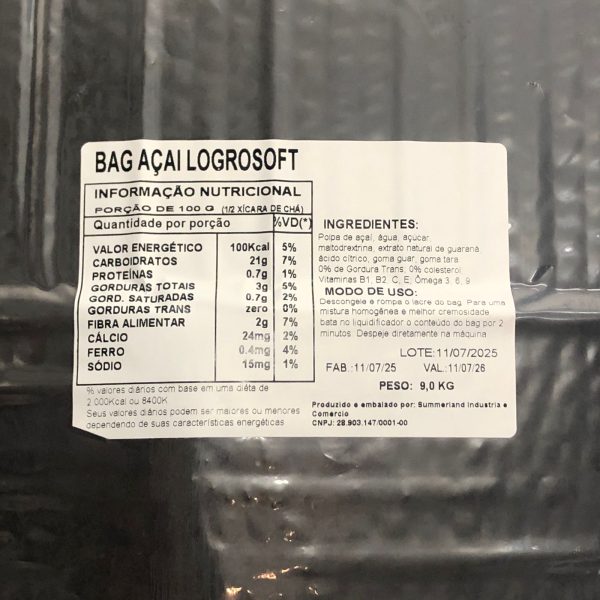 BAG AÇAI LOGROSOFT
INFORMAÇÃO NUTRICIONAL
PORÇÃO DE 100 G (1/2 XÍCARA DE CHÁ)
Quantidade por porção %VD(*)
VALOR ENERGÉTICO 100Kcal 5%
CARBOIDRATOS 21g 7%
PROTEÍNAS 0.7g 1%
GORDURAS TOTAIS 3g 5%
GORD. SATURADAS 0.7g 2%
GORDURAS TRANS zero 0%
FIBRA ALIMENTAR 2g 7%
CÁLCIO 24mg 2%
FERRO 0.4mg 4%
SÓDIO 15mg 1%
% valores diários com base em uma diéta de
2 000Kcal ou 8400K
Seus valores diários podem ser maiores ou menores
dependendo de suas características energéticas
INGREDIENTES:
Polpa de açaí, água, açucar,
maltodextrina, extrato natural de guaraná
ácido cítrico, goma guar, goma tara
0% de Gordura Trans, 0% colesterol
Vitaminas B1, B2, C, E, Ômega 3, 6, 9
MODO DE USO:
Descongele e rompa o lacre do bag. Para uma
mistura homogênea e melhor cremosidade
bata no liquidificador o conteúdo do bag por 2
minutos. Despeje diretamente na máquina
LOTE:11/07/2025
FAB.:11/07/25 VAL.:11/07/26
PESO: 9,0 KG
Produzido e embalado por: Summerland Industria e
Comércio
CNPJ: 28.903.147/0001-00